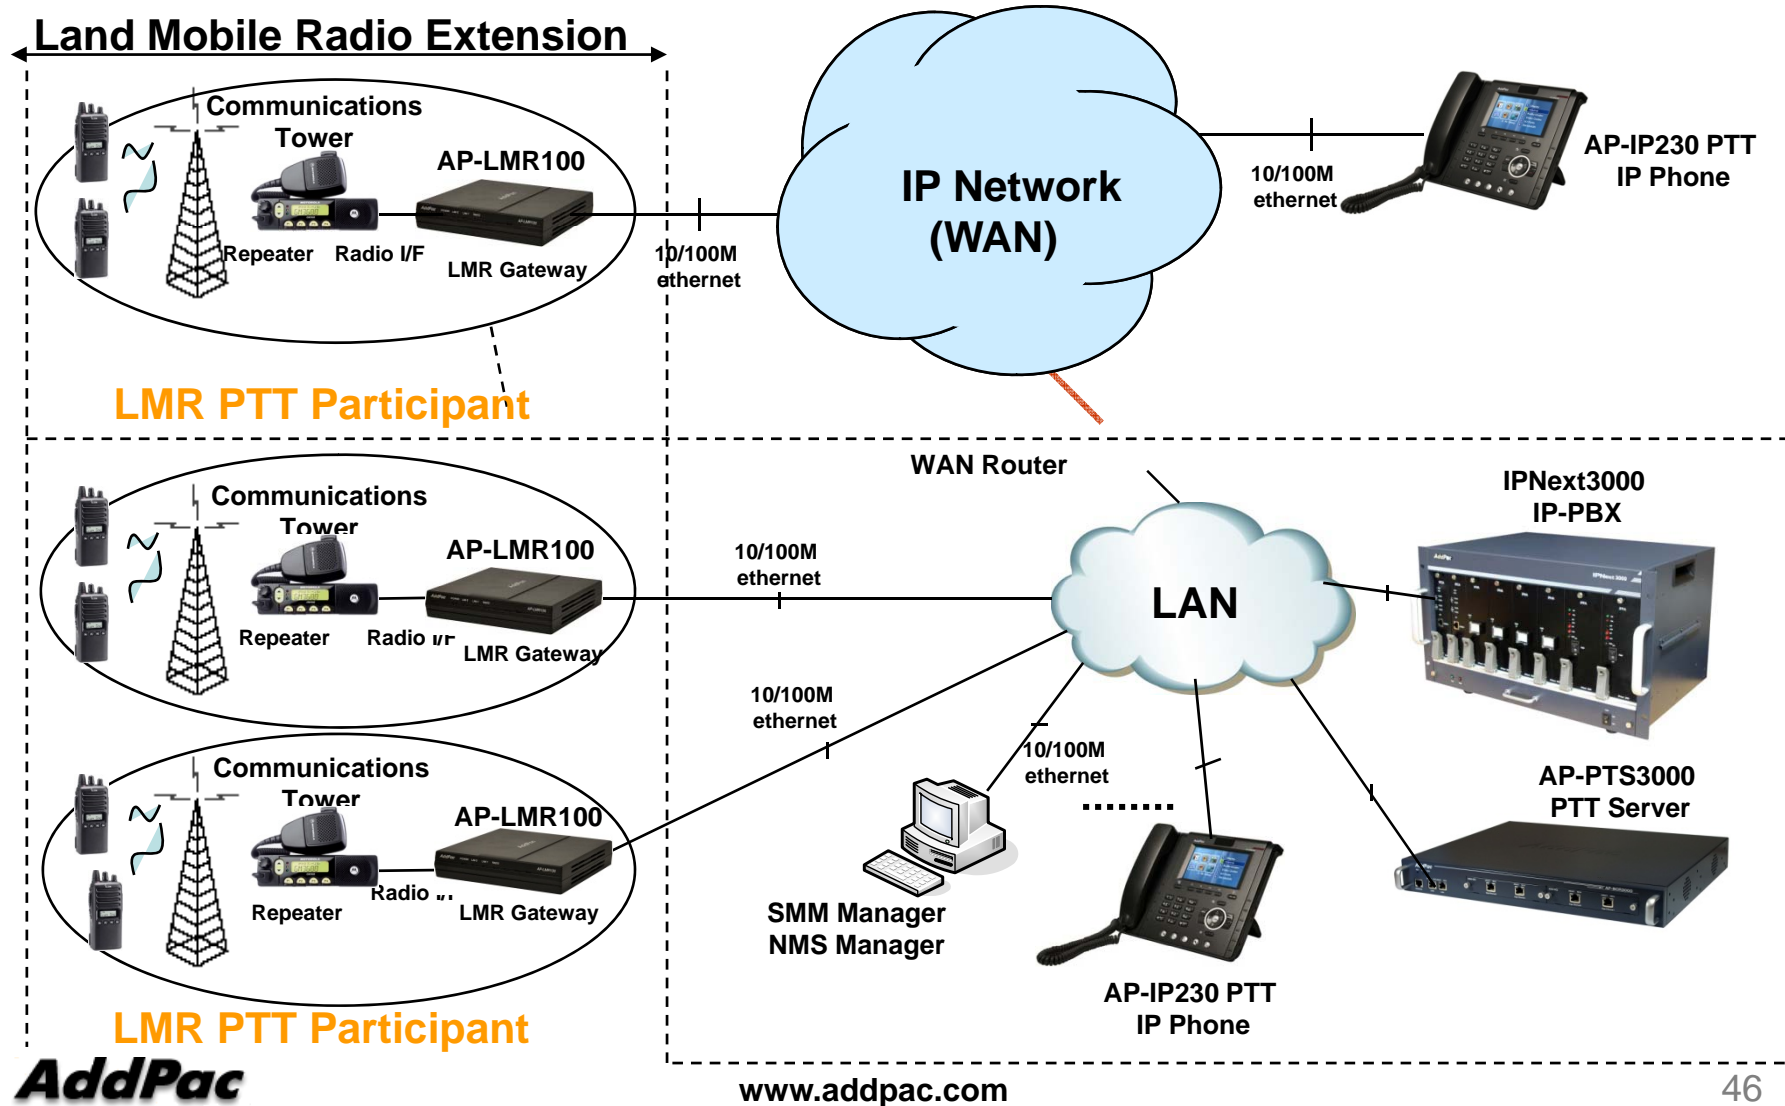 Land Mobile Radio Extension
Communications
Tower
AP-LMR100
Repeater
Radio I/F
LMR Gateway
10/100M
ethernet
IP Network
(WAN)
10/100M
ethernet
AP-IP230 PTT
IP Phone
LMR PTT Participant
WAN Router
Communications
Tower
AP-LMR100
Repeater
Radio I/F
LMR Gateway
10/100M
ethernet
LAN
IPNext3000
IP-PBX
10/100M
ethernet
Communications
Tower
AP-LMR100
Repeater
Radio I/F
LMR Gateway
10/100M
ethernet
SMM Manager
NMS Manager
AP-IP230 PTT
IP Phone
AP-PTS3000
PTT Server
LMR PTT Participant
AddPac
www.addpac.com
46